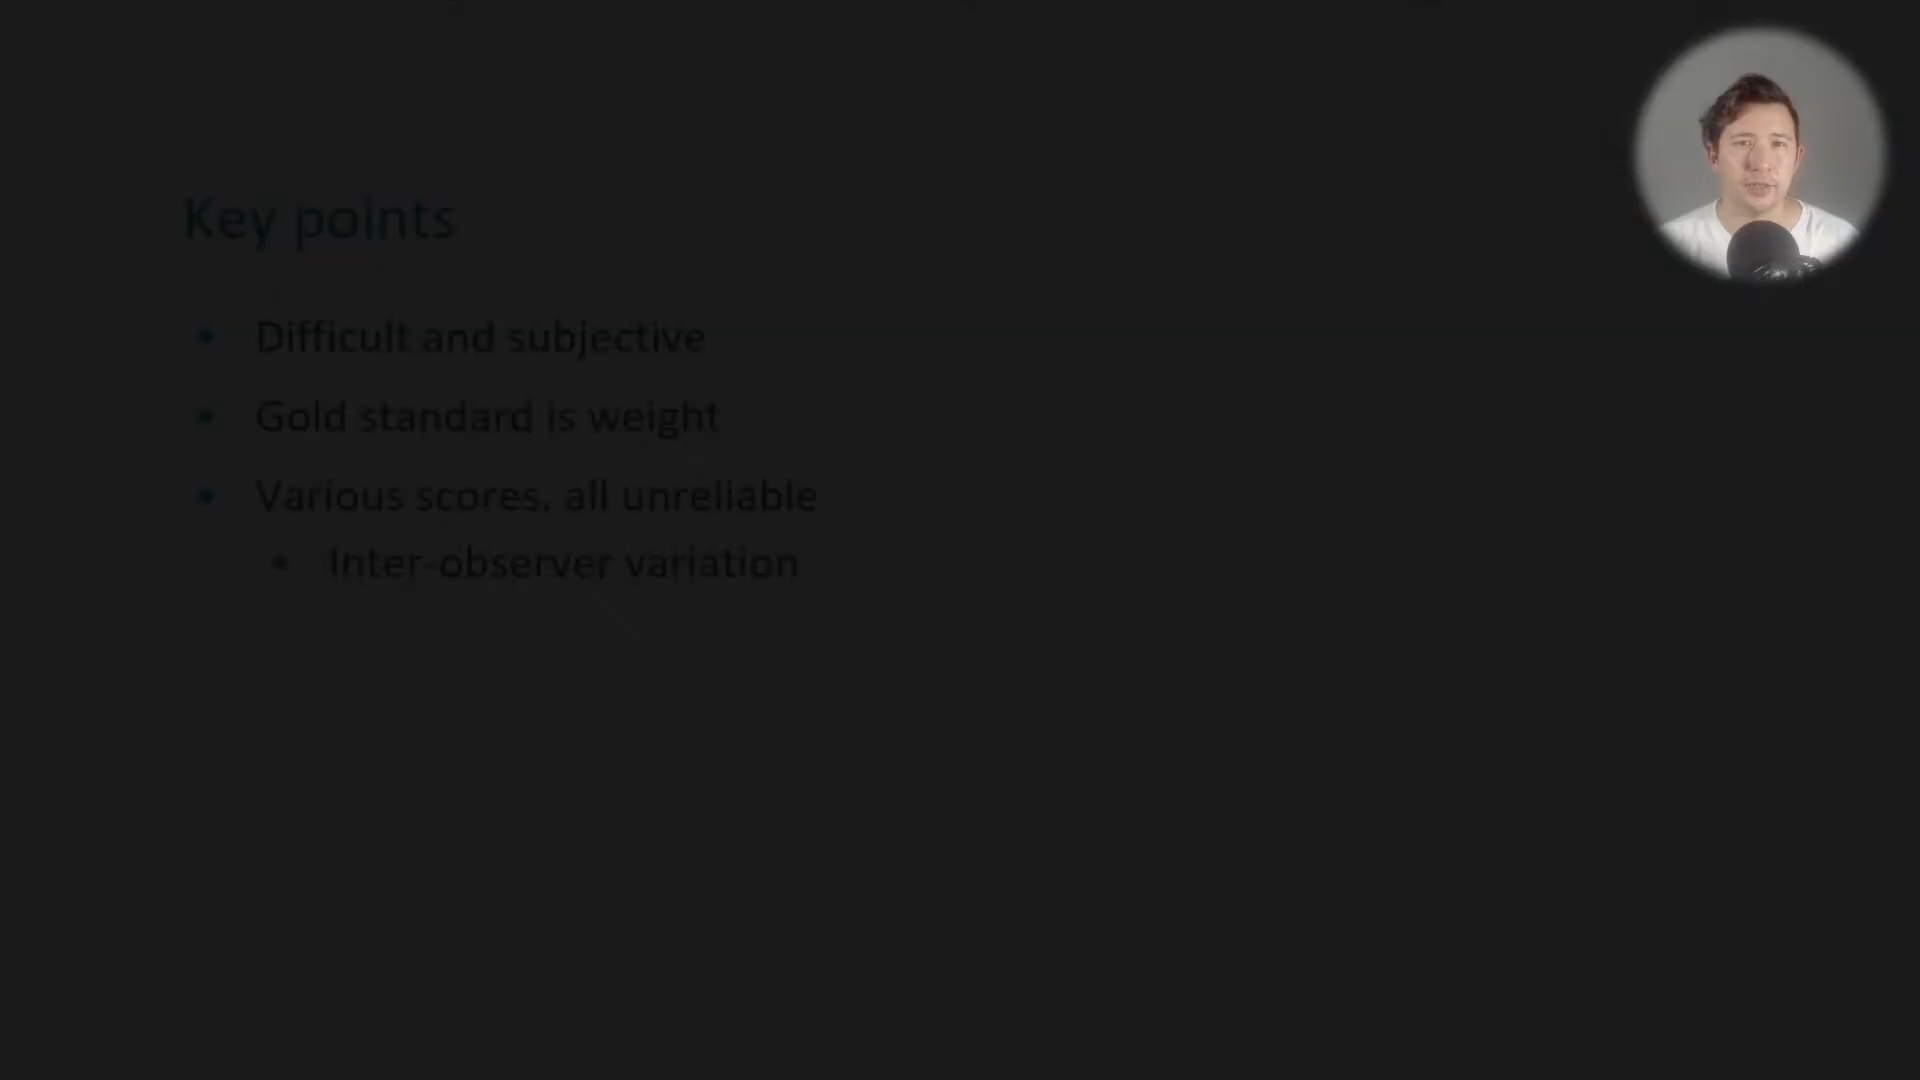 Key points
Difficult and subjective
Gold standard is weight
Various scores, all unreliable
Inter-observer variation